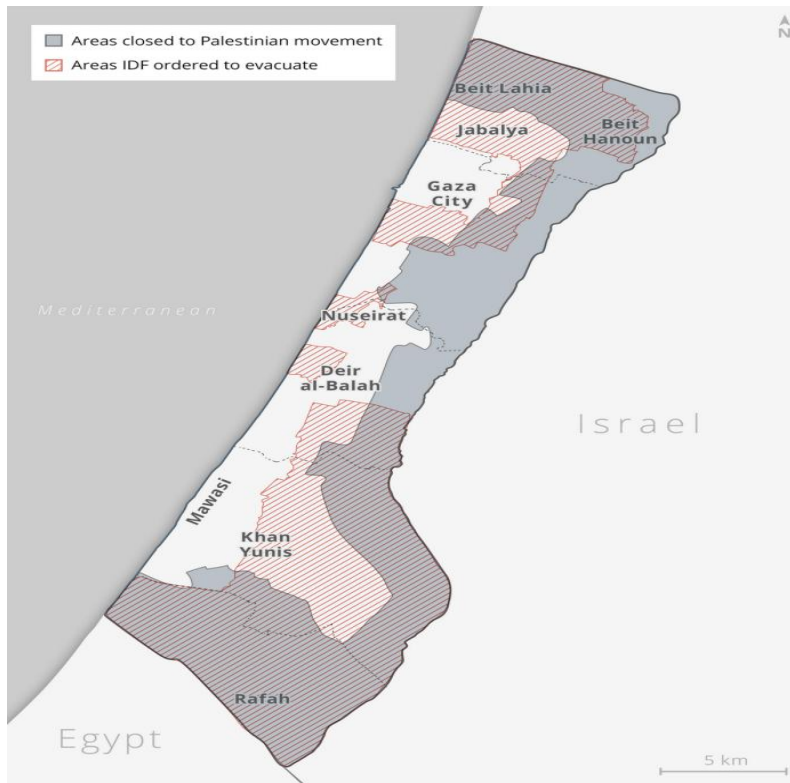 Areas closed to Palestinian movement
Areas IDF ordered to evacuate
N
Beit Lahia
Jabalya
Beit
Hanoun
Gaza
City
Mediterranean
Nuseirat
Deir
al-Balah
Israel
Mawasi
Khan
Yunis
Rafah
Egypt
5 km